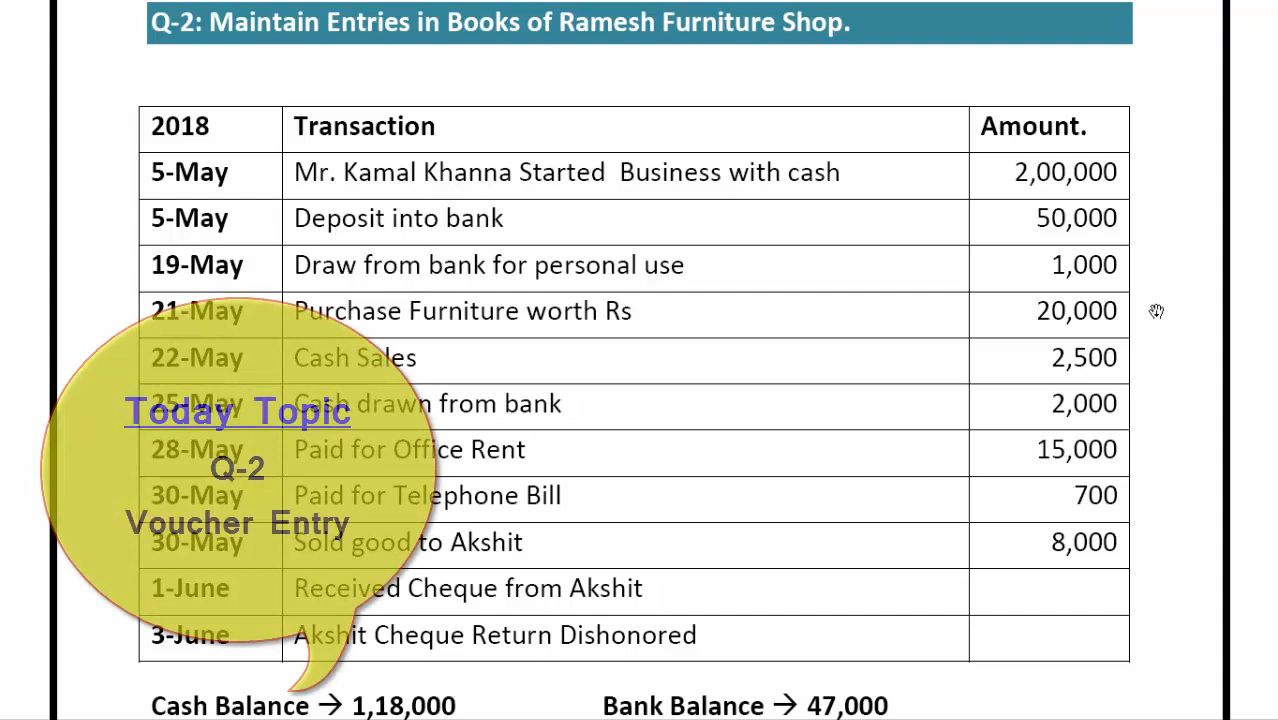 Q-2: Maintain Entries in Books of Ramesh Furniture Shop.
2018 Transaction Amount.
5-May Mr. Kamal Khanna Started Business with cash 2,00,000
5-May Deposit into bank 50,000
19-May Draw from bank for personal use 1,000
21-May Purchase Furniture worth Rs 20,000
22-May Cash Sales 2,500
25-May Cash drawn from bank 2,000
Today Topic
28-May Paid for Office Rent 15,000
Q-2
30-May Paid for Telephone Bill 700
Voucher Entry
30-May Sold good to Akshit 8,000
1-June Received Cheque from Akshit
3-June Akshit Cheque Return Dishonored
Cash Balance → 1,18,000 Bank Balance → 47,000